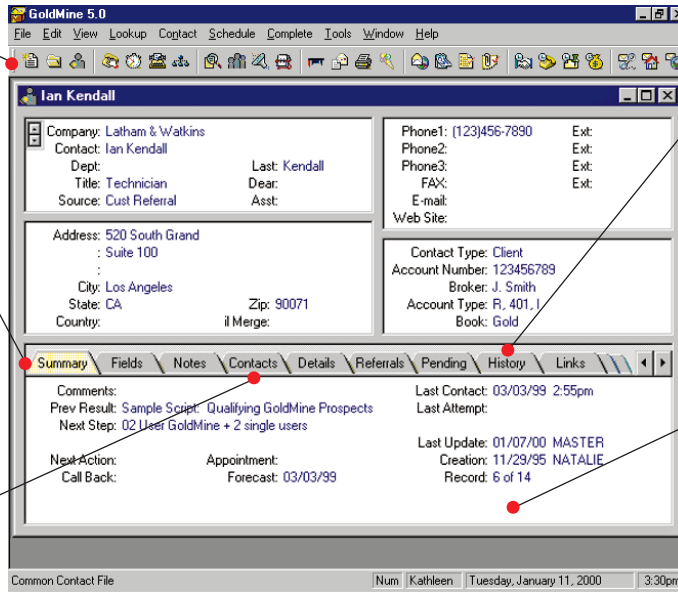 GoldMine 5.0
File Edit View Lookup Contact Schedule Complete Tools Window Help
Ian Kendall
Company: Latham & Watkins
Contact: Ian Kendall
Dept: Last: Kendall
Title: Technician Dear:
Source: Cust Referral Asst:
Phone1: (123)456-7890 Ext:
Phone2: Ext:
Phone3: Ext:
FAX: Ext:
E-mail:
Web Site:
Address: 520 South Grand
: Suite 100
:
City: Los Angeles
State: CA Zip: 90071
Country: il Merge:
Contact Type: Client
Account Number: 123456789
Broker: J. Smith
Account Type: R, 401, I
Book: Gold
Summary Fields Notes Contacts Details Referrals Pending History Links
Comments:
Prev Result: Sample Script: Qualifying GoldMine Prospects
Next Step: 02 User GoldMine + 2 single users
Next Action: Appointment:
Call Back: Forecast: 03/03/99
Last Contact: 03/03/99 2:55pm
Last Attempt:
Last Update: 01/07/00 MASTER
Creation: 11/29/95 NATALIE
Record: 6 of 14
Common Contact File Num Kathleen Tuesday, January 11, 2000 3:30pm